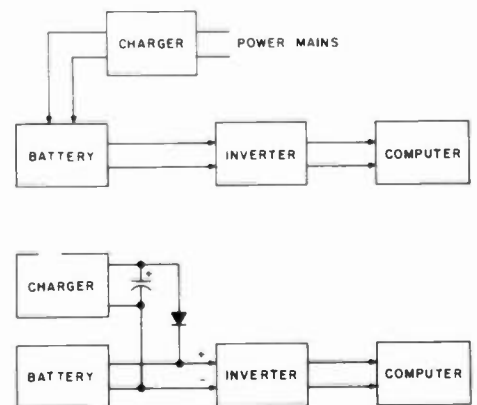 CHARGER
POWER MAINS
BATTERY
INVERTER
COMPUTER
CHARGER
+
+
-
BATTERY
INVERTER
COMPUTER